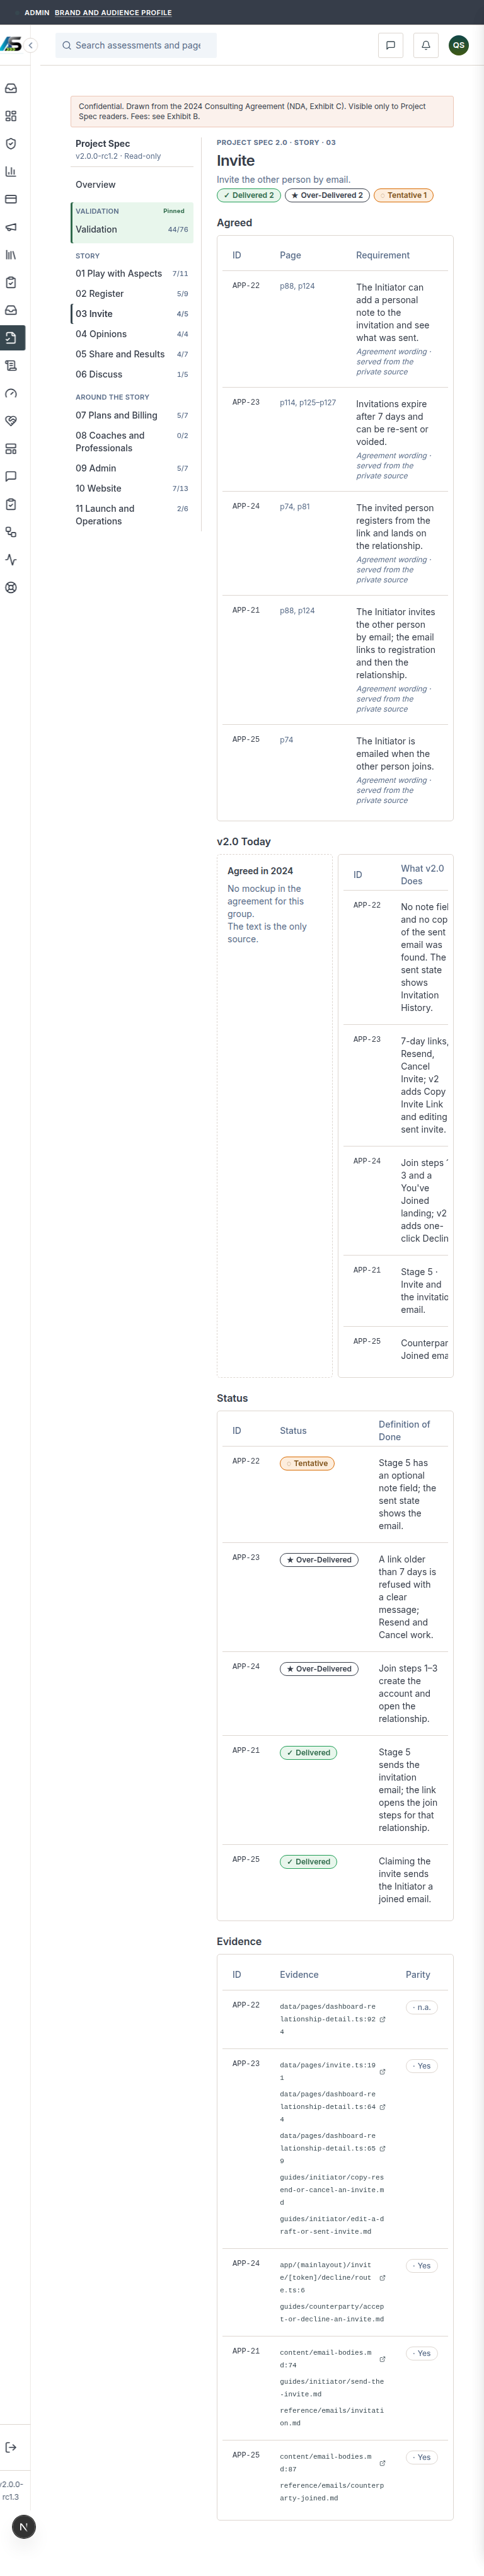 ADMIN BRAND AND AUDIENCE PROFILE
Search assessments and page
QS
Confidential. Drawn from the 2024 Consulting Agreement (NDA, Exhibit C). Visible only to Project
Spec readers. Fees: see Exhibit B.
Project Spec
v2.0.0-rc1.2 · Read-only
Overview
VALIDATION Pinned
Validation 44/76
STORY
01 Play with Aspects 7/11
02 Register 5/9
03 Invite 4/5
04 Opinions 4/4
05 Share and Results 4/7
06 Discuss 1/5
AROUND THE STORY
07 Plans and Billing 5/7
08 Coaches and 0/2
Professionals
09 Admin 5/7
10 Website 7/13
11 Launch and 2/6
Operations
v2.0.0-
rc1.3
N
PROJECT SPEC 2.0 · STORY · 03
Invite
Invite the other person by email.
✓ Delivered 2 ★ Over-Delivered 2 ○ Tentative 1
Agreed
ID Page Requirement
APP-22 p88, p124 The Initiator can
add a personal
note to the
invitation and see
what was sent.
Agreement wording ·
served from the
private source
APP-23 p114, p125–p127 Invitations expire
after 7 days and
can be re-sent or
voided.
Agreement wording ·
served from the
private source
APP-24 p74, p81 The invited person
registers from the
link and lands on
the relationship.
Agreement wording ·
served from the
private source
APP-21 p88, p124 The Initiator invites
the other person
by email; the email
links to registration
and then the
relationship.
Agreement wording ·
served from the
private source
APP-25 p74 The Initiator is
emailed when the
other person joins.
Agreement wording ·
served from the
private source
v2.0 Today
Agreed in 2024
No mockup in the
agreement for this
group.
The text is the only
source.
ID What v2.0
Does
APP-22 No note fiel
and no cop
of the sent
email was
found. The
sent state
shows
Invitation
History.
APP-23 7-day links,
Resend,
Cancel
Invite; v2
adds Copy
Invite Link
and editing
sent invite.
APP-24 Join steps
3 and a
You've
Joined
landing; v2
adds one-
click Declin
APP-21 Stage 5 ·
Invite and
the invitatio
email.
APP-25 Counterpar
Joined ema
Status
ID Status Definition of
Done
APP-22 ○ Tentative Stage 5 has
an optional
note field; the
sent state
shows the
email.
APP-23 ★ Over-Delivered A link older
than 7 days is
refused with
a clear
message;
Resend and
Cancel work.
APP-24 ★ Over-Delivered Join steps 1–3
create the
account and
open the
relationship.
APP-21 ✓ Delivered Stage 5
sends the
invitation
email; the link
opens the join
steps for that
relationship.
APP-25 ✓ Delivered Claiming the
invite sends
the Initiator a
joined email.
Evidence
ID Evidence Parity
APP-22 data/pages/dashboard-re · n.a.
lationship-detail.ts:92
4
APP-23 data/pages/invite.ts:19 · Yes
1
data/pages/dashboard-re
lationship-detail.ts:64
4
data/pages/dashboard-re
lationship-detail.ts:65
9
guides/initiator/copy-res
end-or-cancel-an-invite.m
d
guides/initiator/edit-a-d
raft-or-sent-invite.md
APP-24 app/(mainlayout)/invit · Yes
e/[token]/decline/rout
e.ts:6
guides/counterparty/accep
t-or-decline-an-invite.md
APP-21 content/email-bodies.m · Yes
d:74
guides/initiator/send-the
-invite.md
reference/emails/invitati
on.md
APP-25 content/email-bodies.m · Yes
d:87
reference/emails/counterp
arty-joined.md